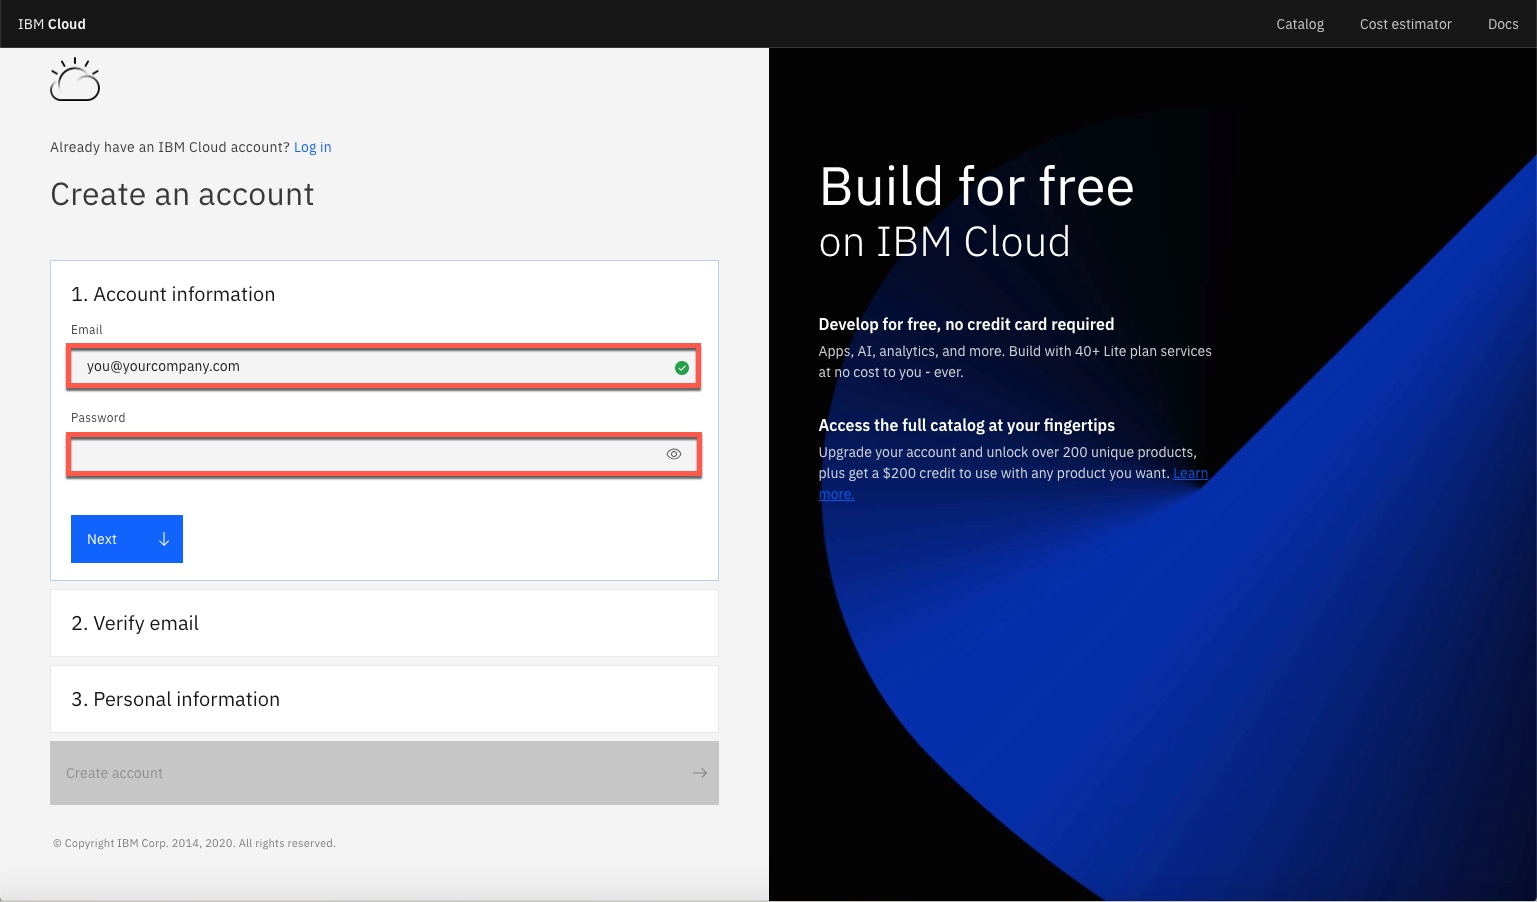 IBM Cloud
Catalog
Cost estimator
Docs
Already have an IBM Cloud account? Log in
Create an account
1. Account information
Email
you@yourcompany.com
Password
Next
2. Verify email
3. Personal information
Create account
© Copyright IBM Corp. 2014, 2020. All rights reserved.
Build for free
on IBM Cloud
Develop for free, no credit card required
Apps, AI, analytics, and more. Build with 40+ Lite plan services
at no cost to you - ever.
Access the full catalog at your fingertips
Upgrade your account and unlock over 200 unique products,
plus get a $200 credit to use with any product you want. Learn
more.